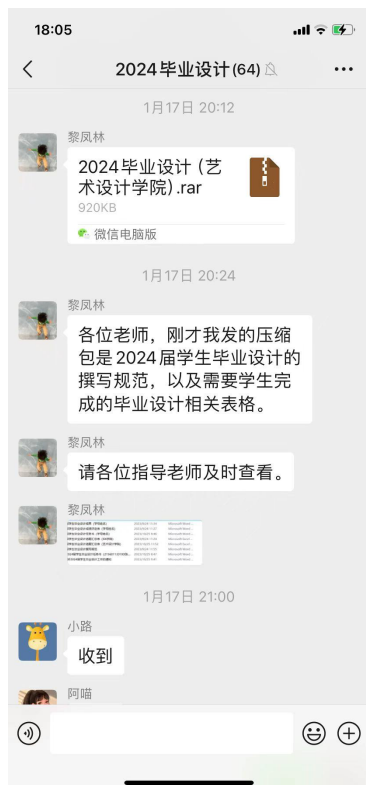 18:05
2024毕业设计(64)
1月17日 20:12
黎凤林
2024毕业设计（艺
术设计学院）.rar
920KB
微信电脑版
1月17日 20:24
黎凤林
各位老师，刚才我发的压缩
包是2024届学生毕业设计的
撰写规范，以及需要学生完
成的毕业设计相关表格。
黎凤林
请各位指导老师及时查看。
黎凤林
1月17日 21:00
小路
收到
阿喵